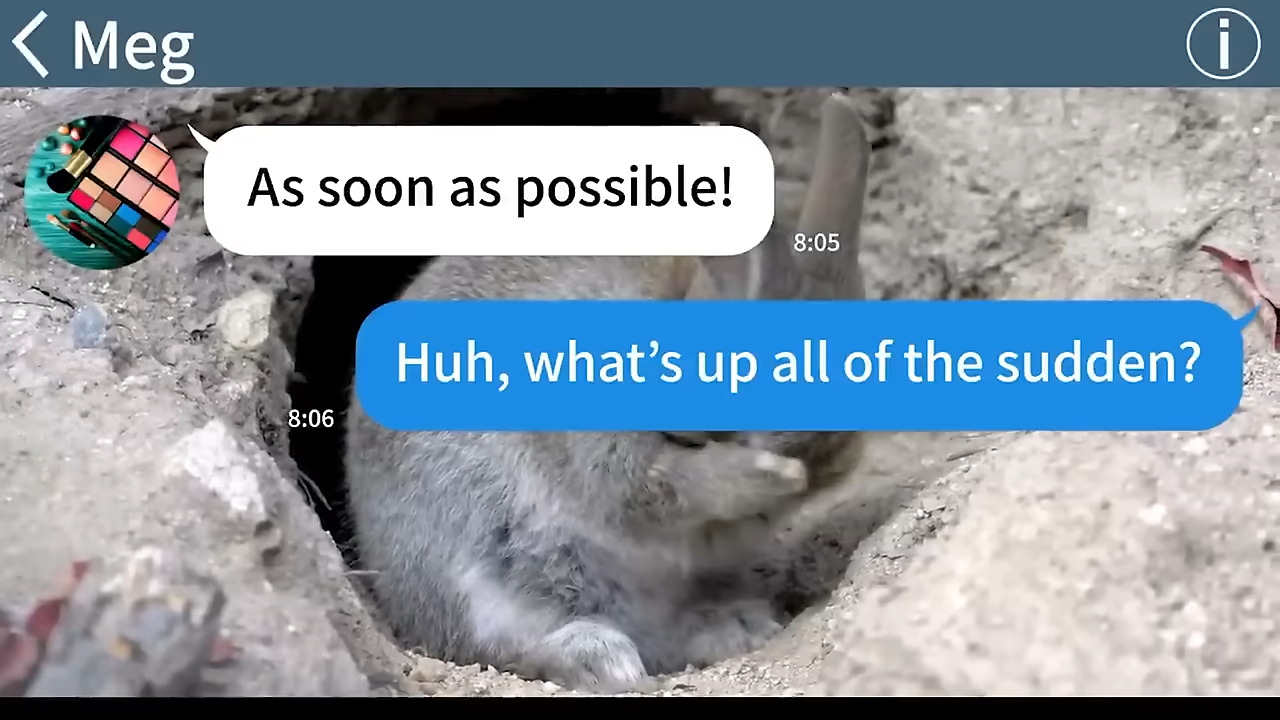 Meg
As soon as possible!
8:05
Huh, what’s up all of the sudden?
8:06